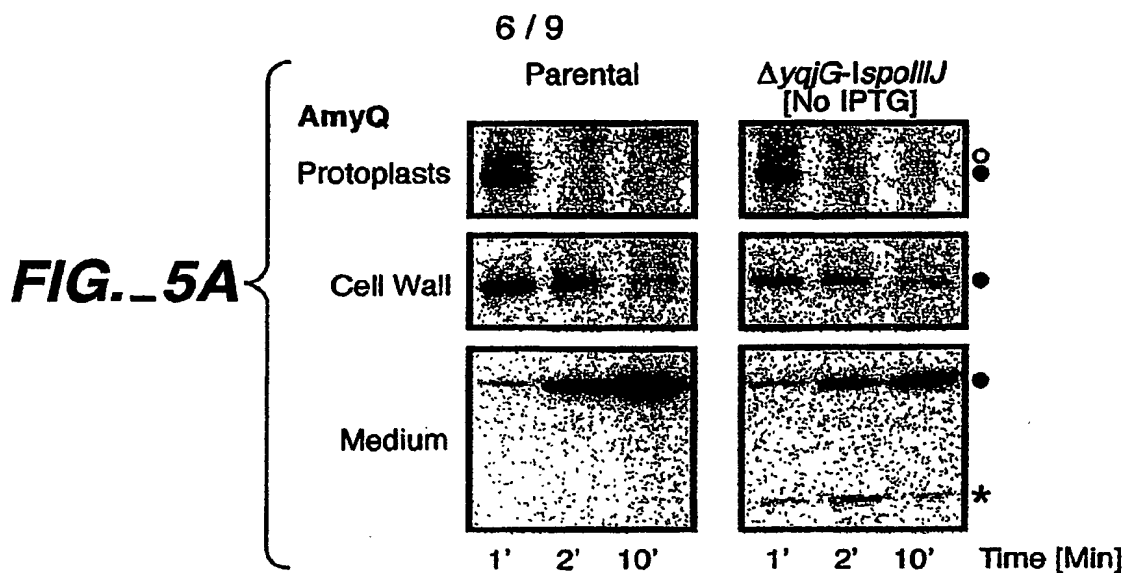 6 / 9
Parental
ΔyqjG-IspoIIIJ
[No IPTG]
AmyQ
Protoplasts
Cell Wall
Medium
FIG._5A
*
1' 2' 10' 1' 2' 10' Time [Min]